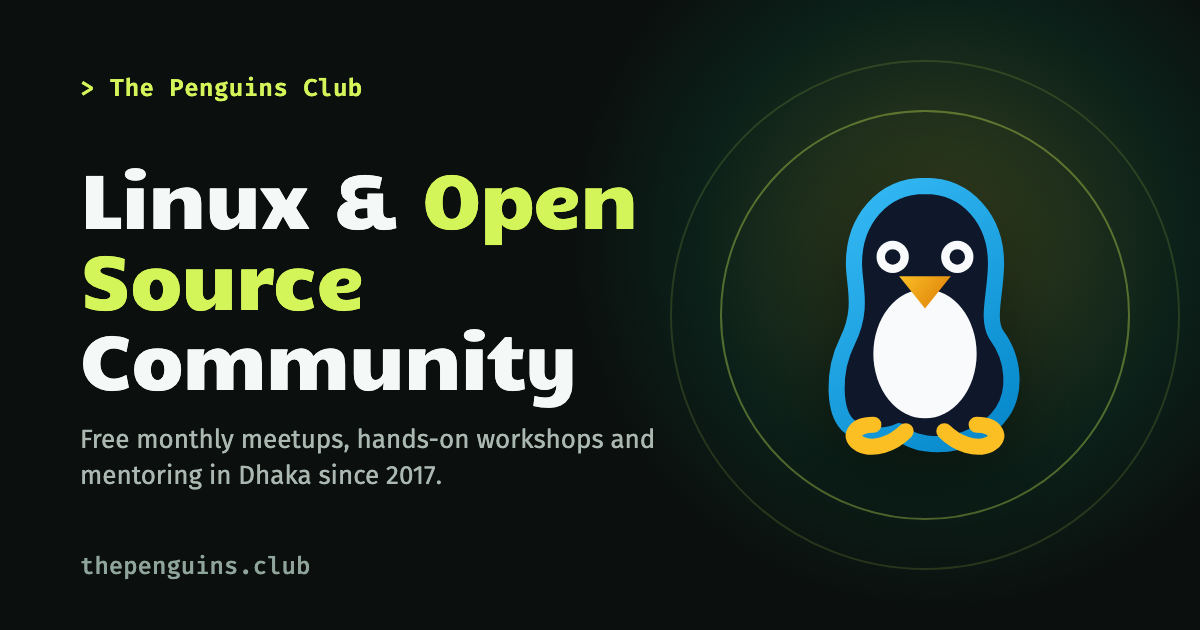 > The Penguins Club
Linux & Open
Source
Community
Free monthly meetups, hands-on workshops and
mentoring in Dhaka since 2017.
thepenguins.club